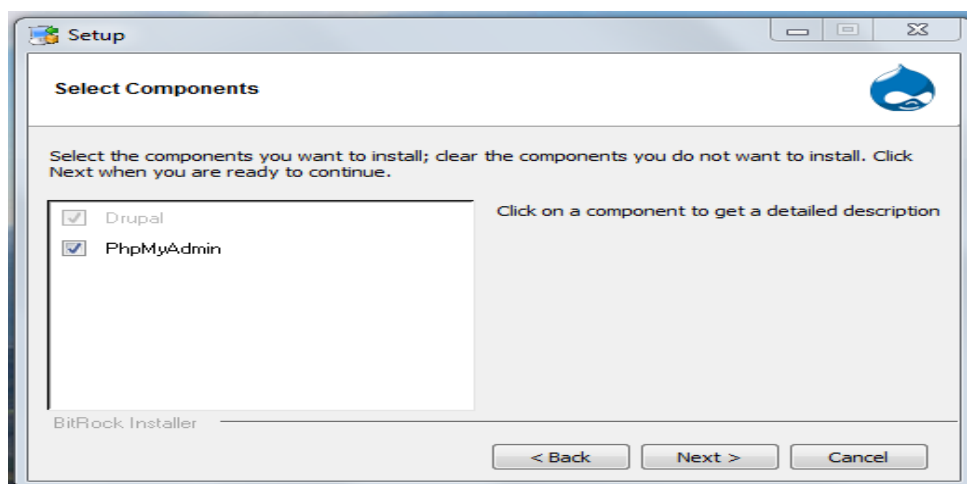 Setup
Select Components
Select the components you want to install; clear the components you do not want to install. Click
Next when you are ready to continue.
Drupal
Click on a component to get a detailed description
PhpMyAdmin
BitRock Installer
< Back
Next >
Cancel